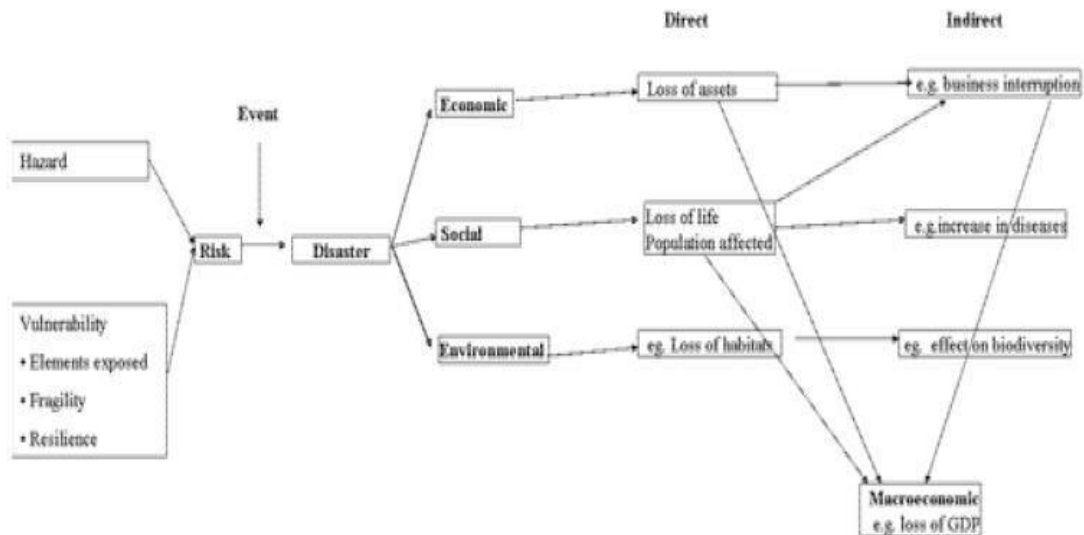 Direct
Indirect
Event
Hazard
Risk
Disaster
Vulnerability
• Elements exposed
• Fragility
• Resilience
Economic
Loss of assets
e.g. business interruption
Social
Loss of life
Population affected
e.g.increase in diseases
Environmental
eg. Loss of habitats
eg. effect on biodiversity
Macroeconomic
e.g. loss of GDP